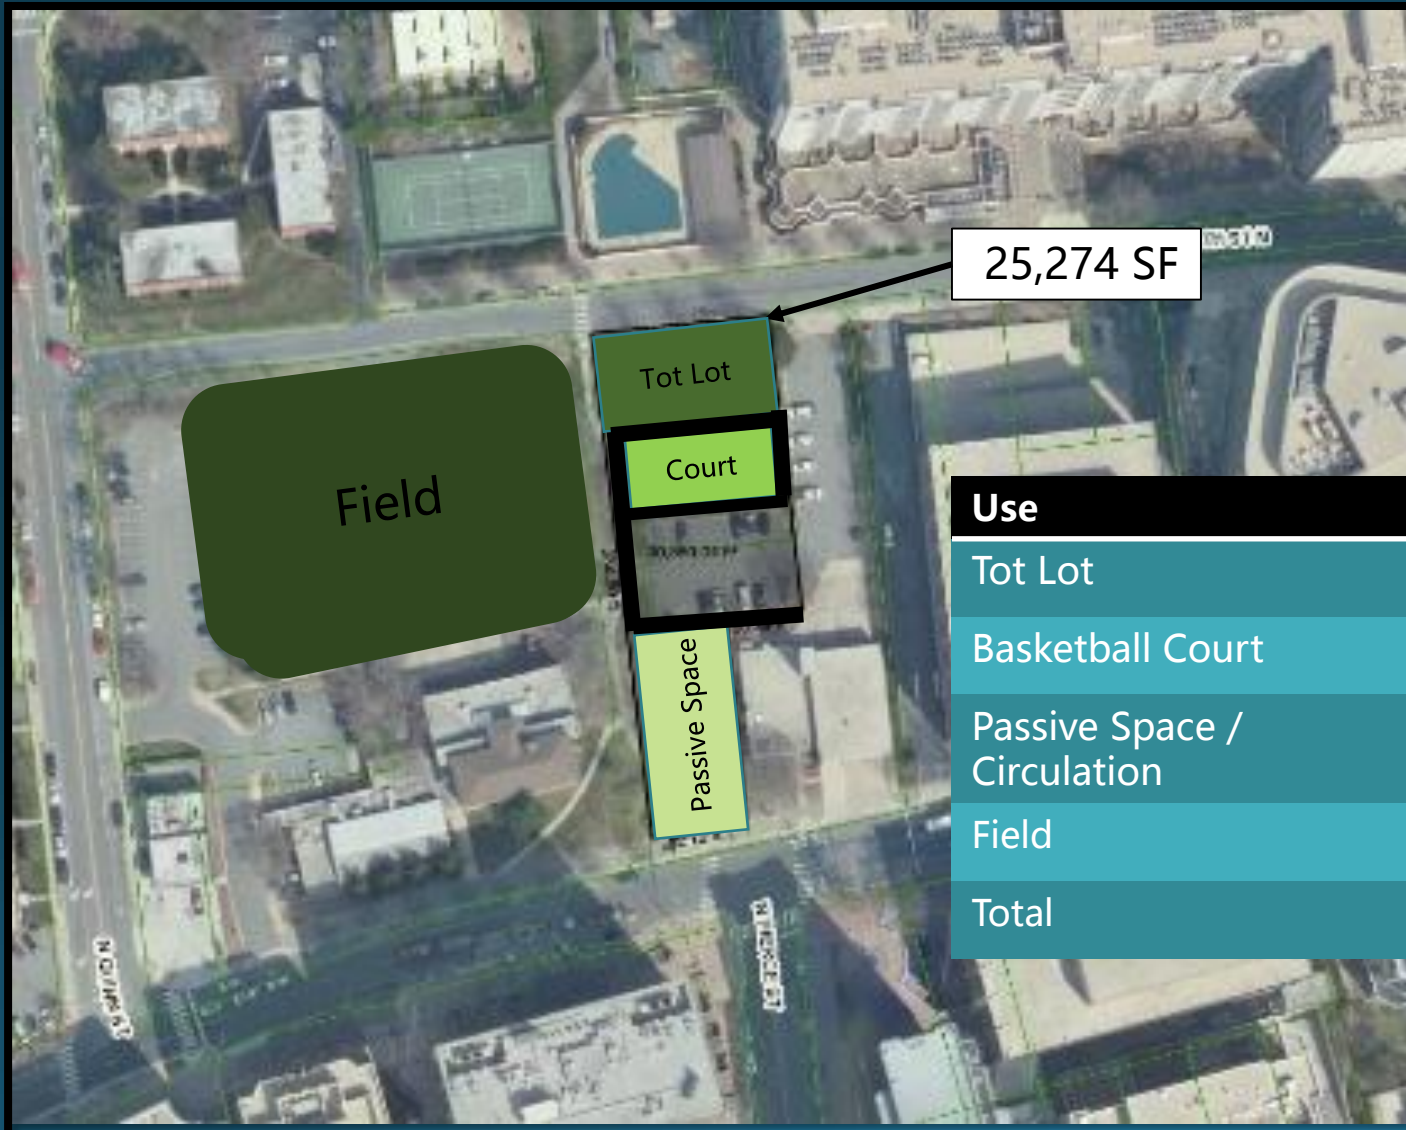 25,274 SF
Tot Lot
Court
Field
Passive Space
Use
Tot Lot
Basketball Court
Passive Space /
Circulation
Field
Total